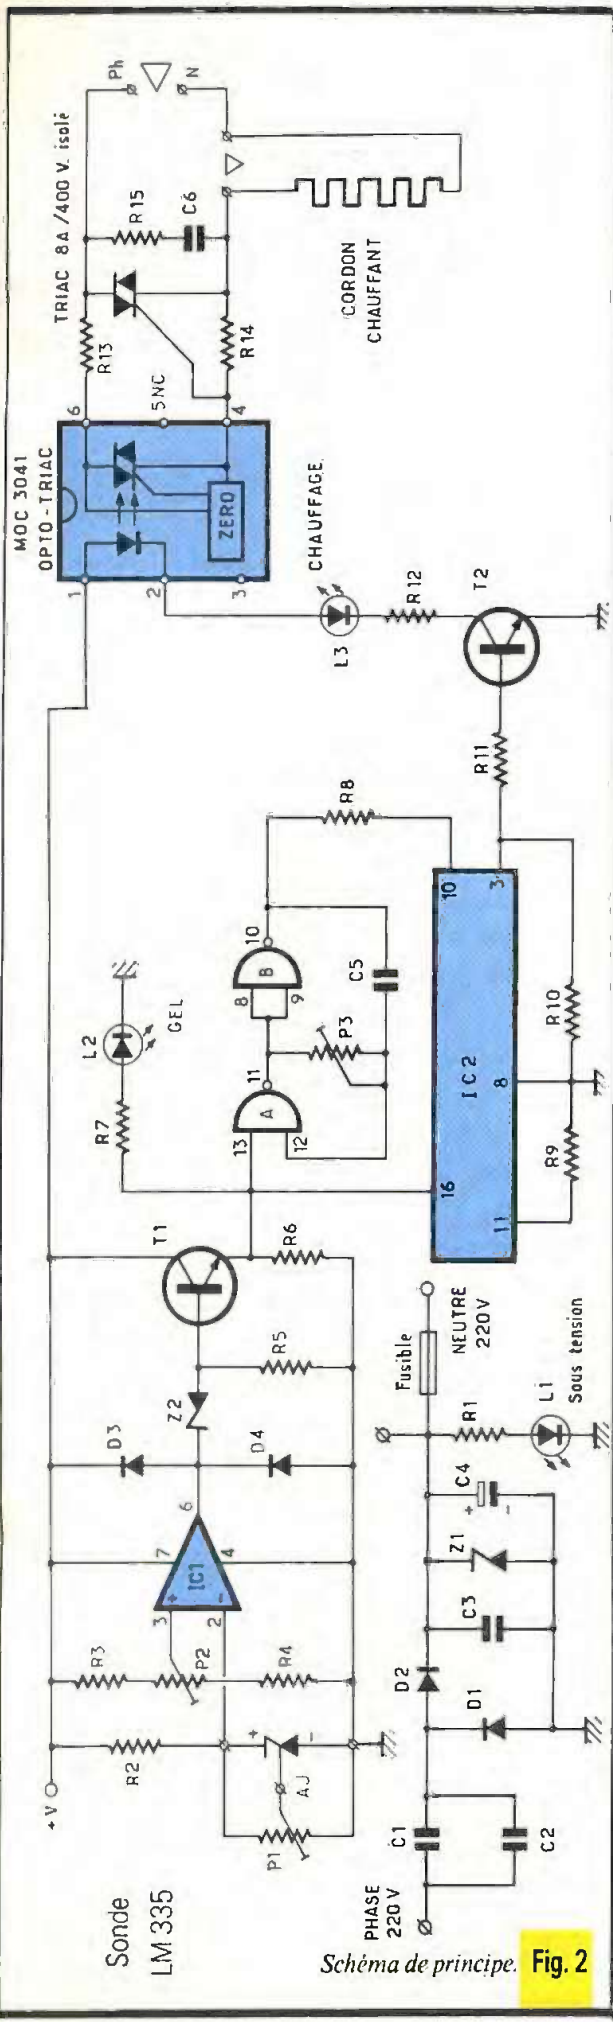 Sonde
LM 335
+V
R2
P1
AJ
+
-
R3
P2
R4
3
+
2
-
IC1
7
4
6
D3
D4
Z2
R5
T1
R6
R7
L2
GEL
13
12
A
11
P3
8
9
B
10
C5
R8
16
10
IC2
11
8
3
R9
R10
R11
T2
R12
L3
CHAUFFAGE
MOC 3041
OPTO-TRIAC
1
2
3
ZERO
6
5NC
4
R13
R14
TRIAC 8A/400 V. isolé
R15
C6
Ph
N
CORDON
CHAUFFANT
PHASE
220V
C1
C2
D1
D2
C3
Z1
C4
+
-
R1
L1
Sous tension
Fusible
NEUTRE
220V
Schéma de principe. Fig. 2